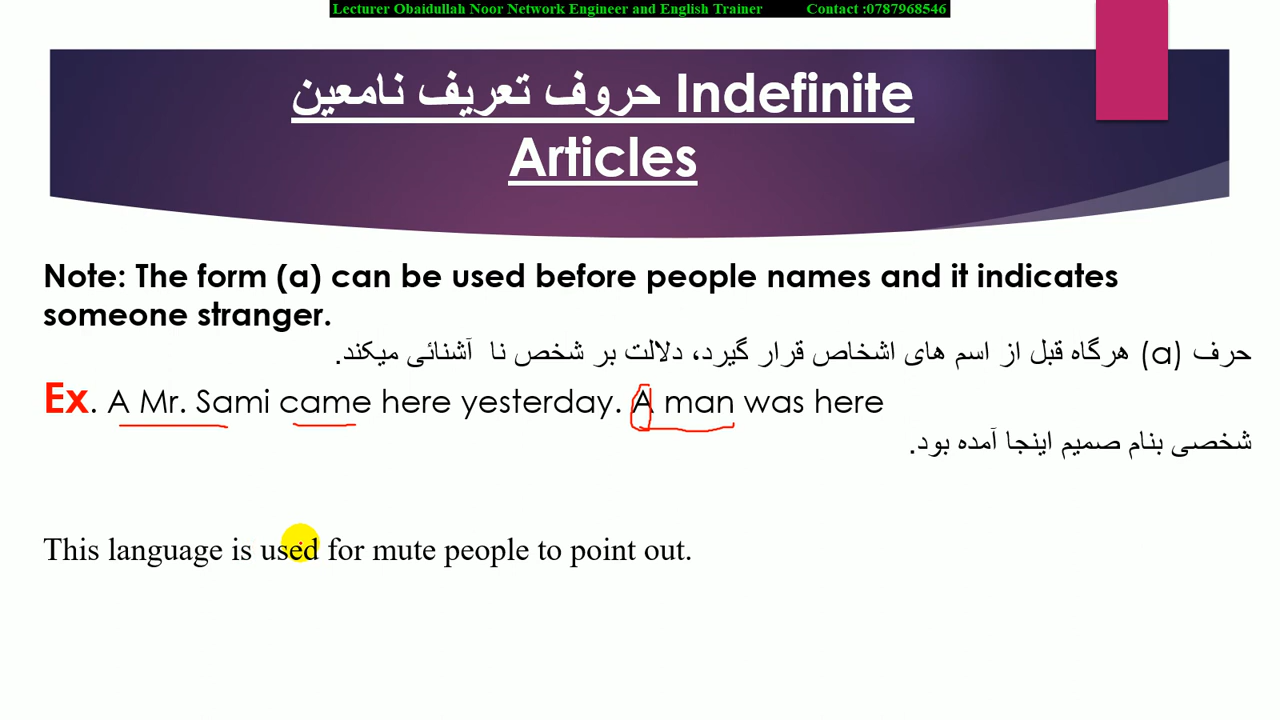 Lecturer Obaidullah Noor Network Engineer and English Trainer Contact :0787968546
حروف تعریف نامعین Indefinite
Articles
Note: The form (a) can be used before people names and it indicates
someone stranger.
حرف (a) هرگاه قبل از اسم های اشخاص قرار گیرد، دلالت بر شخص نا آشنائی میکند.
Ex. A Mr. Sami came here yesterday. A man was here
شخصی بنام صمیم اینجا آمده بود.
This language is used for mute people to point out.